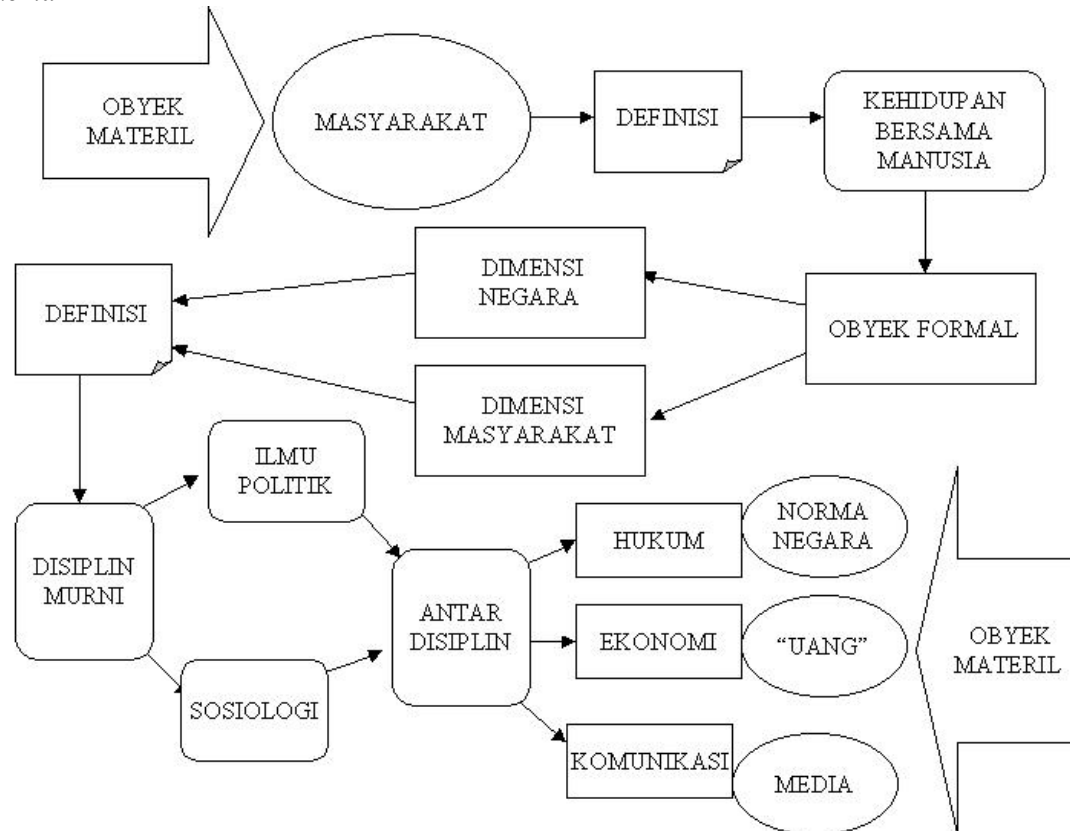 OBYEK
MATERIL
MASYARAKAT
DEFINISI
KEHIDUPAN
BERSAMA
MANUSIA
DIMENSI
NEGARA
DEFINISI
OBYEK FORMAL
DIMENSI
MASYARAKAT
ILMU
POLITIK
DISIPLIN
MURNI
SOSIOLOGI
ANTAR
DISIPLIN
HUKUM
NORMA
NEGARA
EKONOMI
“UANG”
KOMUNIKASI
MEDIA
OBYEK
MATERIL